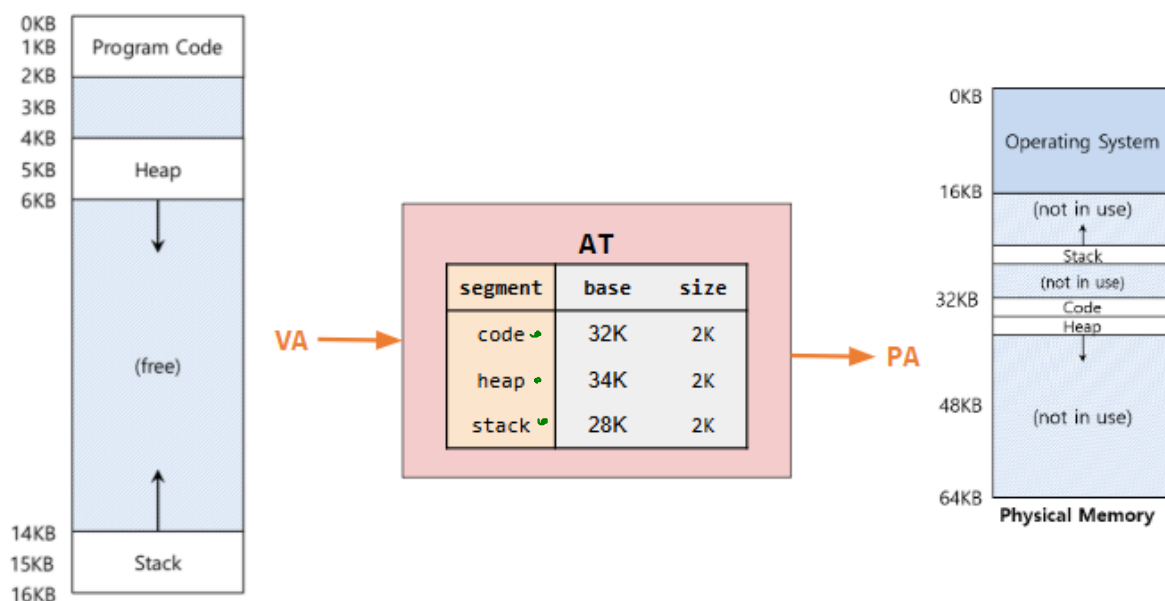 0KB
1KB
2KB
3KB
4KB
5KB
6KB
14KB
15KB
16KB
Program Code
Heap
(free)
Stack
VA
AT
segment base size
code 32K 2K
heap 34K 2K
stack 28K 2K
PA
0KB
16KB
32KB
48KB
64KB
Operating System
(not in use)
Stack
(not in use)
Code
Heap
(not in use)
Physical Memory